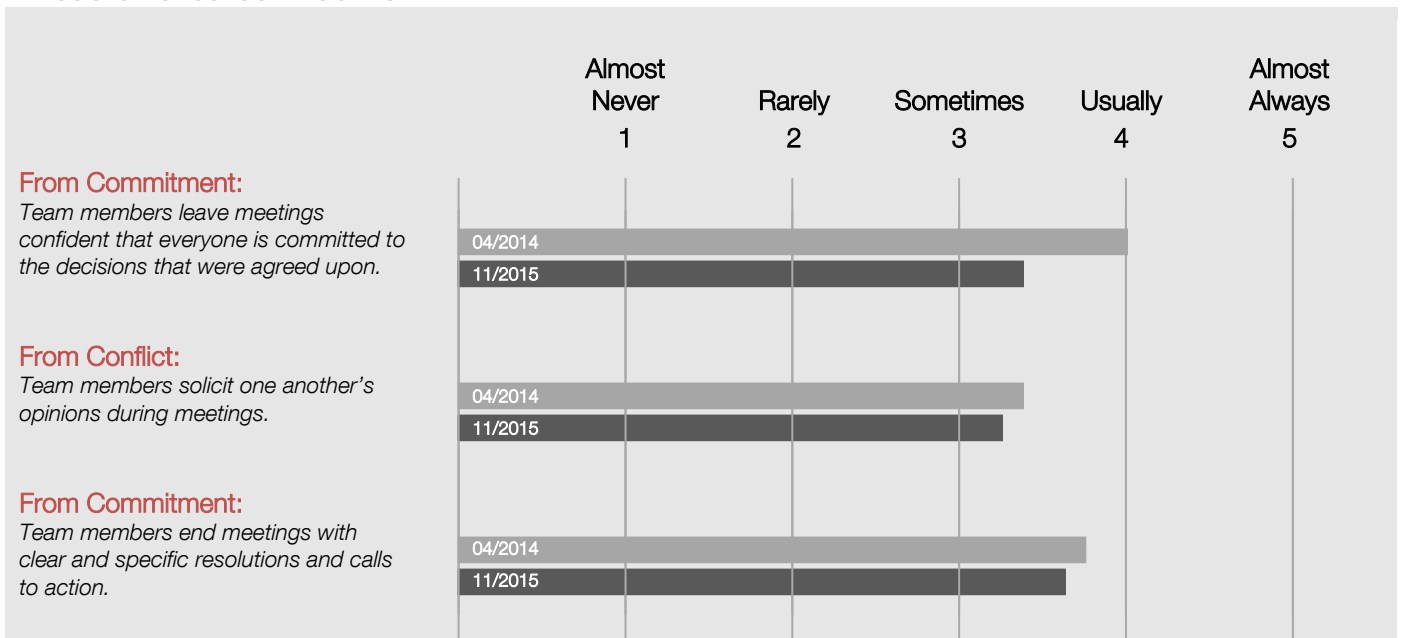 Almost
Never
Rarely
Sometimes
Usually
Almost
Always
1
2
3
4
5
From Commitment:
Team members leave meetings
confident that everyone is committed to
the decisions that were agreed upon.
04/2014
11/2015
From Conflict:
Team members solicit one another's
opinions during meetings.
04/2014
11/2015
From Commitment:
Team members end meetings with
clear and specific resolutions and calls
to action.
04/2014
11/2015